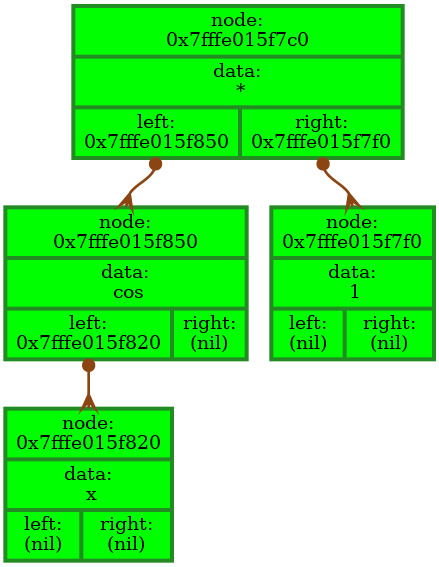 node:
0x7fffe015f7c0
data:
*
left:
0x7fffe015f850
right:
0x7fffe015f7f0
node:
0x7fffe015f850
data:
cos
left:
0x7fffe015f820
right:
(nil)
node:
0x7fffe015f7f0
data:
1
left:
(nil)
right:
(nil)
node:
0x7fffe015f820
data:
x
left:
(nil)
right:
(nil)